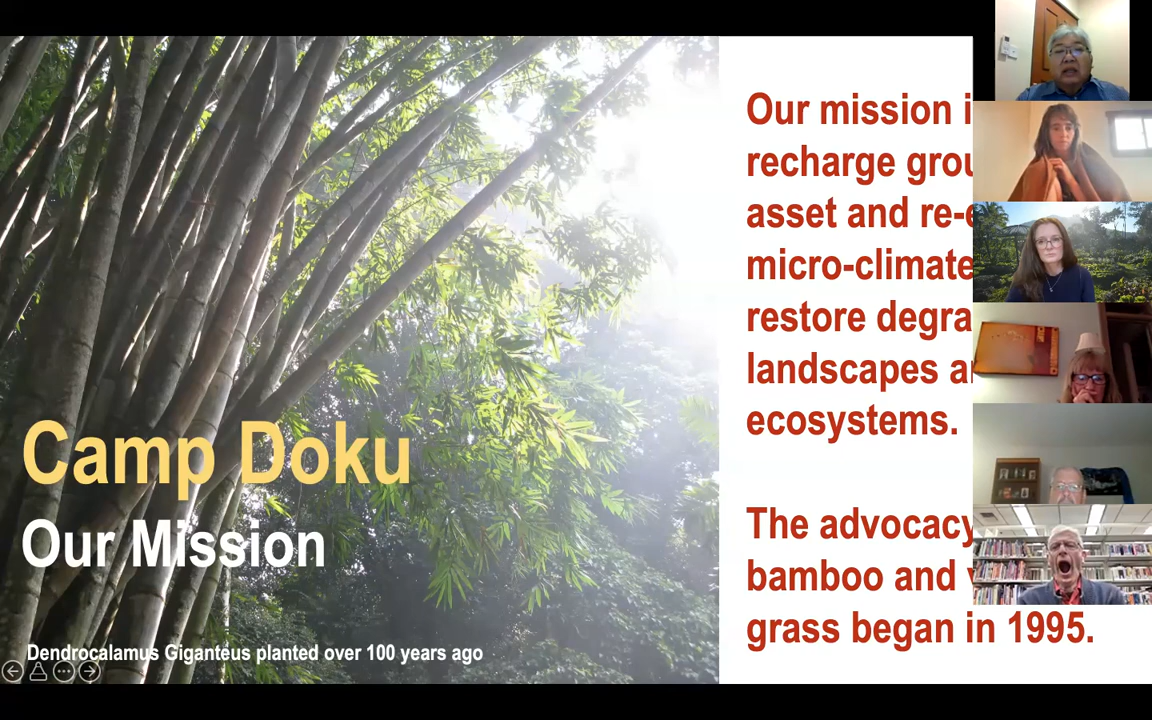 Camp Doku
Our Mission
Dendrocalamus Giganteus planted over 100 years ago
Our mission i
recharge grou
asset and re-e
micro-climate
restore degra
landscapes a
ecosystems.
The advocacy
bamboo and v
grass began in 1995.